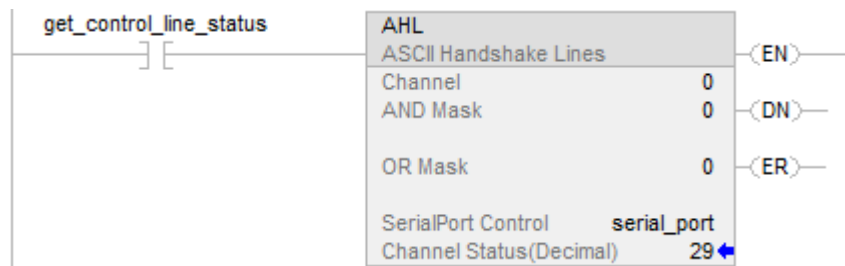 get_control_line_status
AHL
ASCII Handshake Lines
EN
Channel 0
AND Mask 0
DN
OR Mask 0
ER
SerialPort Control serial_port
Channel Status(Decimal) 29